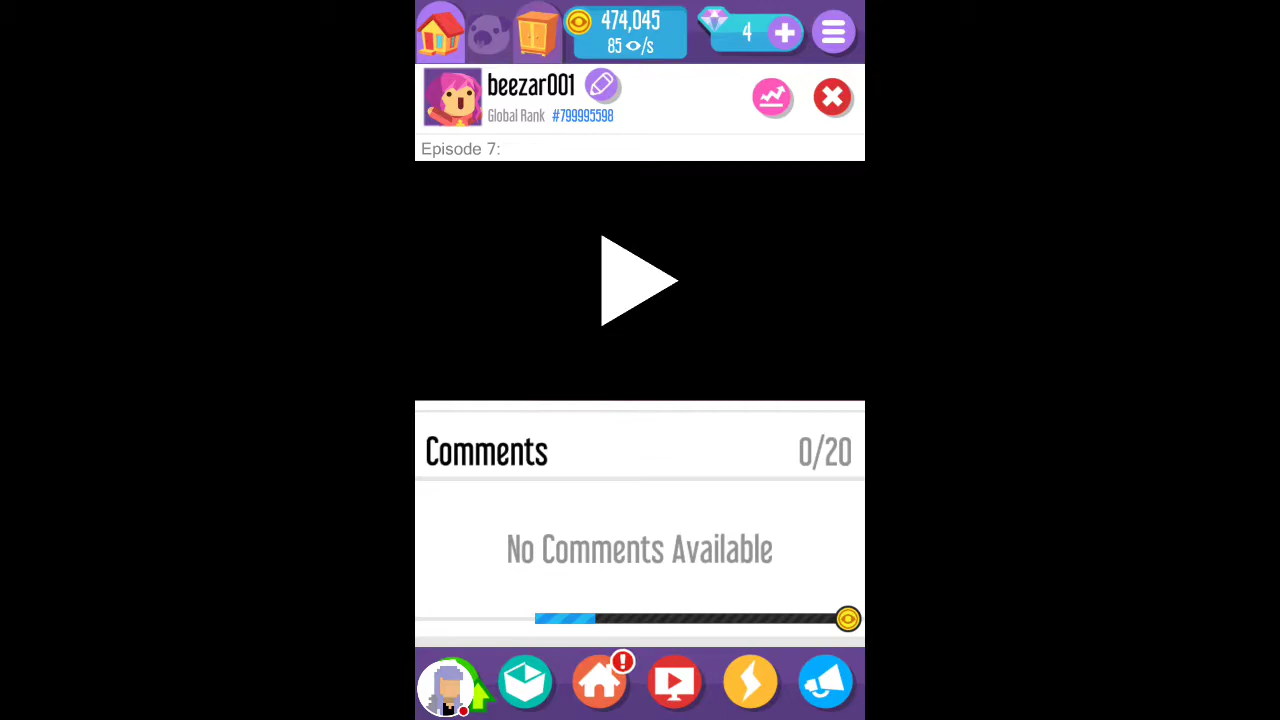 474,045
85 /s
4
beezar001
Global Rank #799995598
Episode 7:
Comments
0/20
No Comments Available
!